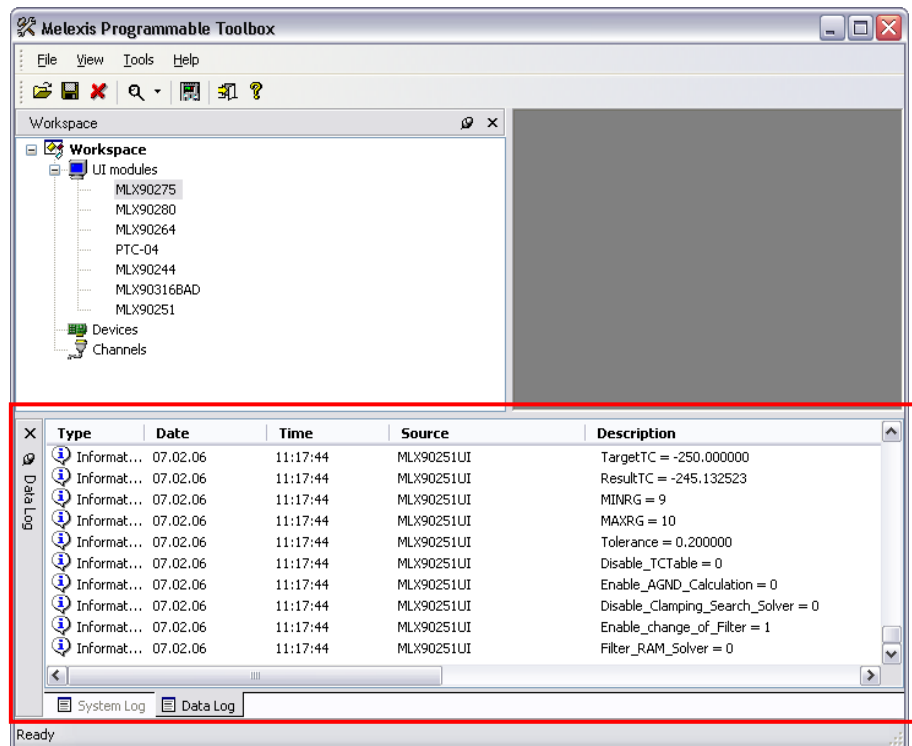 Melexis Programmable Toolbox
File View Tools Help
Workspace
Workspace
UI modules
MLX90275
MLX90280
MLX90264
PTC-04
MLX90244
MLX90316BAD
MLX90251
Devices
Channels
Data Log
Type Date Time Source Description
Informat... 07.02.06 11:17:44 MLX90251UI TargetTC = -250.000000
Informat... 07.02.06 11:17:44 MLX90251UI ResultTC = -245.132523
Informat... 07.02.06 11:17:44 MLX90251UI MINRG = 9
Informat... 07.02.06 11:17:44 MLX90251UI MAXRG = 10
Informat... 07.02.06 11:17:44 MLX90251UI Tolerance = 0.200000
Informat... 07.02.06 11:17:44 MLX90251UI Disable_TCTable = 0
Informat... 07.02.06 11:17:44 MLX90251UI Enable_AGND_Calculation = 0
Informat... 07.02.06 11:17:44 MLX90251UI Disable_Clamping_Search_Solver = 0
Informat... 07.02.06 11:17:44 MLX90251UI Enable_change_of_Filter = 1
Informat... 07.02.06 11:17:44 MLX90251UI Filter_RAM_Solver = 0
System Log Data Log
Ready